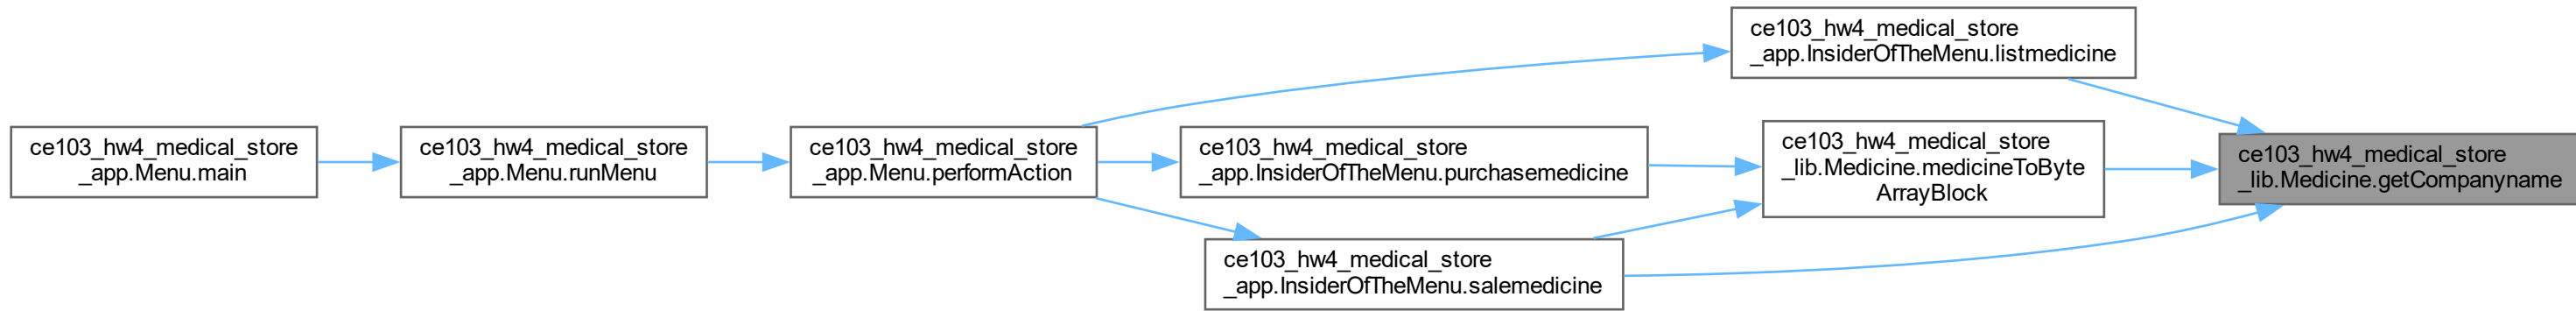 ce103_hw4_medical_store
_app.Menu.main
ce103_hw4_medical_store
_app.Menu.runMenu
ce103_hw4_medical_store
_app.Menu.performAction
ce103_hw4_medical_store
_app.InsiderOfTheMenu.listmedicine
ce103_hw4_medical_store
_app.InsiderOfTheMenu.purchasemedicine
ce103_hw4_medical_store
_app.InsiderOfTheMenu.salemedicine
ce103_hw4_medical_store
_lib.Medicine.medicineToByte
ArrayBlock
ce103_hw4_medical_store
_lib.Medicine.getCompanyname